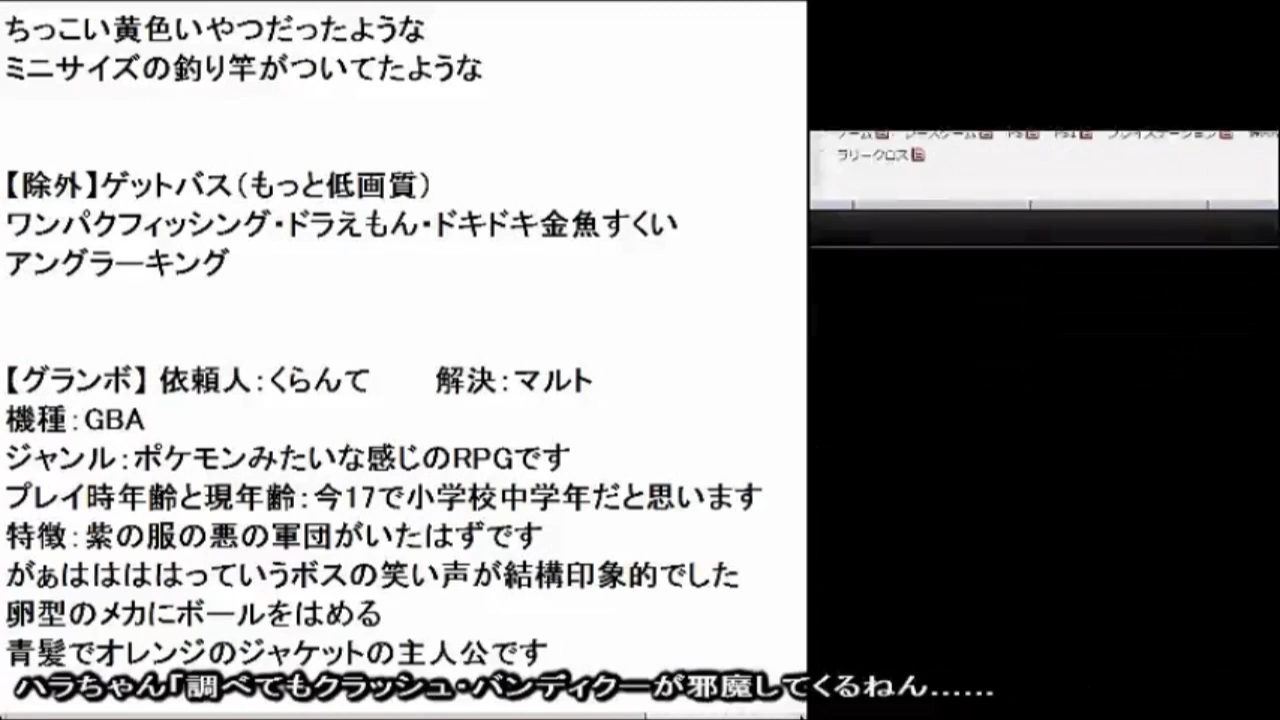 ちっこい黄色いやつだったような
ミニサイズの釣り竿がついてたような
【除外】ゲットバス（もっと低画質）
ワンパクフィッシング・ドラえもん・ドキドキ金魚すくい
アングラーキング
【グランボ】 依頼人：くらんて　　解決：マルト
機種：GBA
ジャンル：ポケモンみたいな感じのRPGです
プレイ時年齢と現年齢：今17で小学校中学年だと思います
特徴：紫の服の悪の軍団がいたはずです
がぁははははっていうボスの笑い声が結構印象的でした
卵型のメカにボールをはめる
青髪でオレンジのジャケットの主人公です
ハラちゃん「調べてもクラッシュ・バンディクーが邪魔してくるねん……
ラリークロス